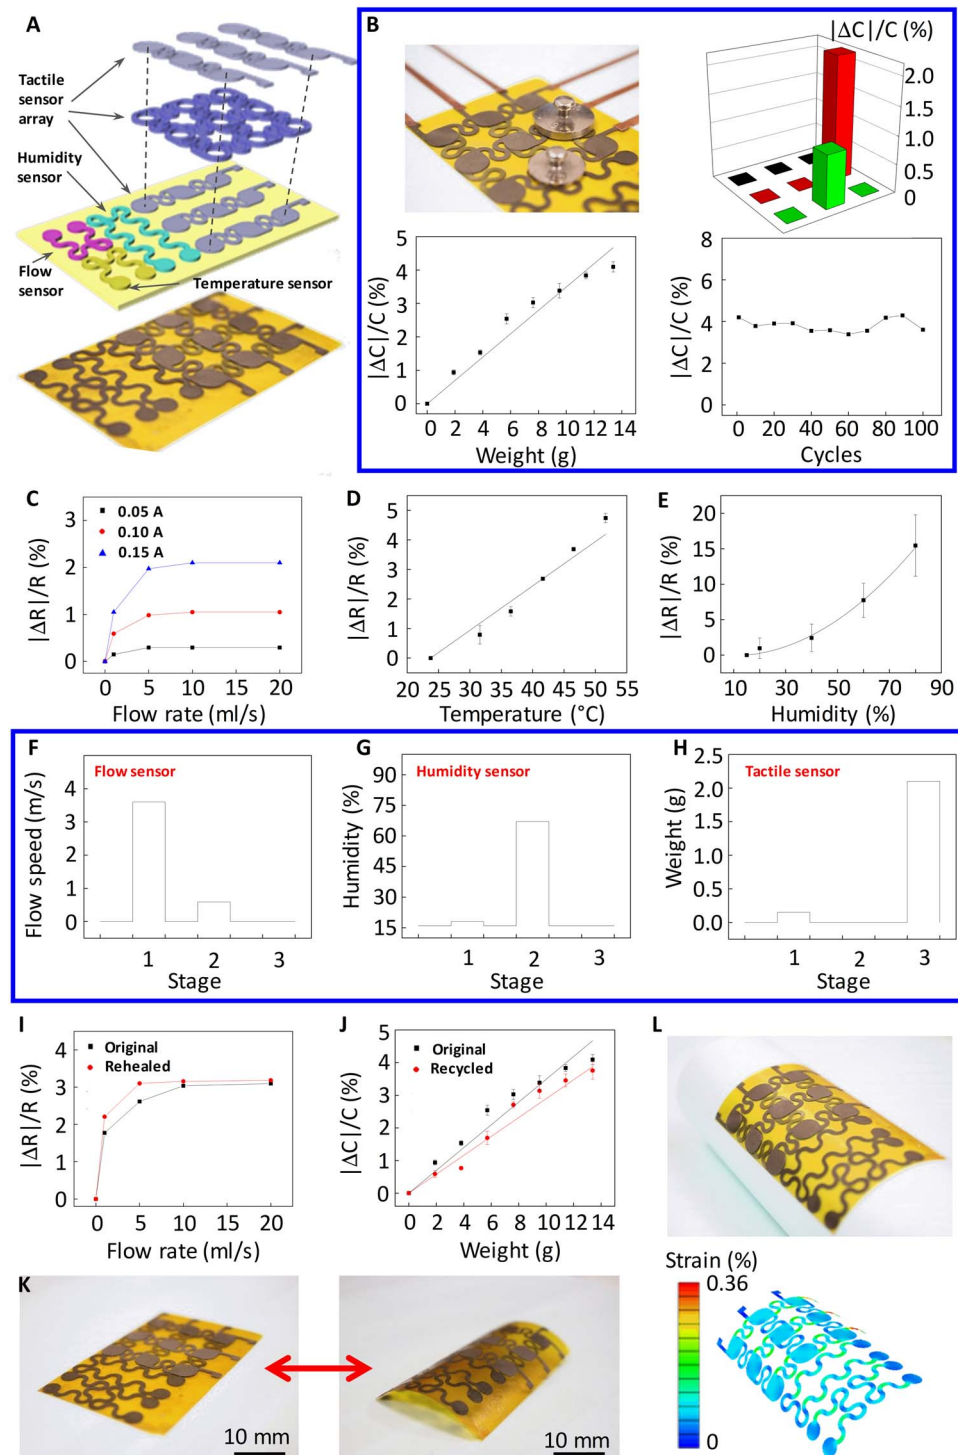 A
Tactile
sensor
array
Humidity
sensor
Flow
sensor
Temperature sensor
B
|ΔC|/C (%)
2.0
1.5
1.0
0.5
0
|ΔC|/C (%)
5
4
3
2
1
0
0 2 4 6 8 10 12 14
Weight (g)
|ΔC|/C (%)
8
6
4
2
0
0 20 40 60 80 100
Cycles
C
0.05 A
0.10 A
0.15 A
|ΔR|/R (%)
3
2
1
0
0 5 10 15 20
Flow rate (ml/s)
D
|ΔR|/R (%)
5
4
3
2
1
0
20 25 30 35 40 45 50 55
Temperature (°C)
E
|ΔR|/R (%)
20
15
10
5
0
10 30 50 70 90
Humidity (%)
F
Flow sensor
Flow speed (m/s)
4
3
2
1
0
1 2 3
Stage
G
Humidity sensor
Humidity (%)
90
75
60
45
30
15
1 2 3
Stage
H
Tactile sensor
Weight (g)
2.5
2.0
1.5
1.0
0.5
0.0
1 2 3
Stage
I
Original
Rehealed
|ΔR|/R (%)
4
3
2
1
0
0 5 10 15 20
Flow rate (ml/s)
J
Original
Recycled
|ΔC|/C (%)
5
4
3
2
1
0
0 2 4 6 8 10 12 14
Weight (g)
K
10 mm
10 mm
L
Strain (%)
0.36
0